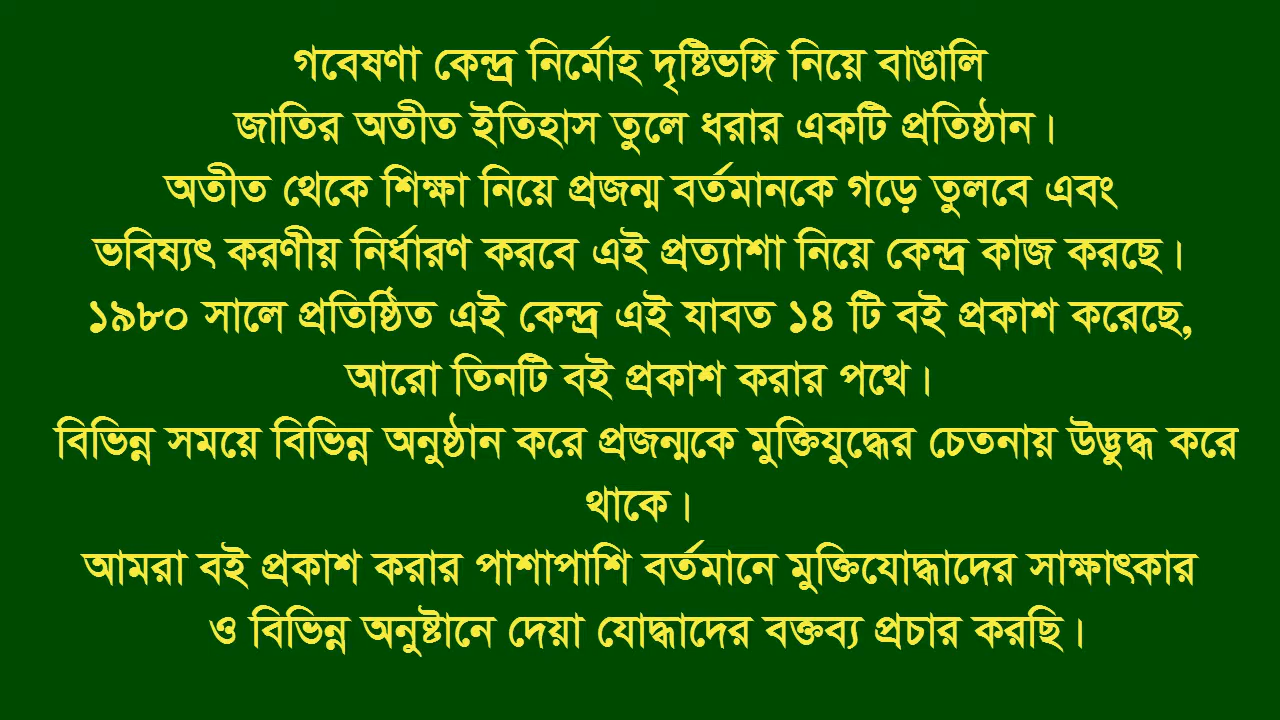 গবেষণা কেন্দ্র নির্মোহ দৃষ্টিভঙ্গি নিয়ে বাঙালি
জাতির অতীত ইতিহাস তুলে ধরার একটি প্রতিষ্ঠান।
অতীত থেকে শিক্ষা নিয়ে প্রজন্ম বর্তমানকে গড়ে তুলবে এবং
ভবিষ্যৎ করণীয় নির্ধারণ করবে এই প্রত্যাশা নিয়ে কেন্দ্র কাজ করছে।
১৯৮০ সালে প্রতিষ্ঠিত এই কেন্দ্র এই যাবত ১৪ টি বই প্রকাশ করেছে,
আরো তিনটি বই প্রকাশ করার পথে।
বিভিন্ন সময়ে বিভিন্ন অনুষ্ঠান করে প্রজন্মকে মুক্তিযুদ্ধের চেতনায় উদ্ভুদ্ধ করে
থাকে।
আমরা বই প্রকাশ করার পাশাপাশি বর্তমানে মুক্তিযোদ্ধাদের সাক্ষাৎকার
ও বিভিন্ন অনুষ্টানে দেয়া যোদ্ধাদের বক্তব্য প্রচার করছি।